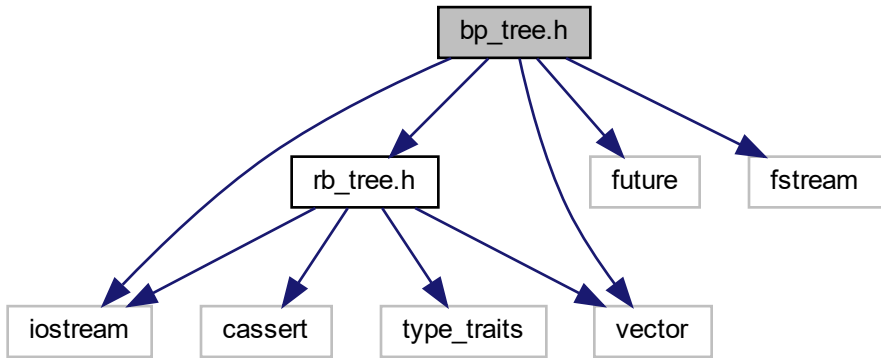 bp_tree.h
rb_tree.h
future
fstream
iostream
cassert
type_traits
vector